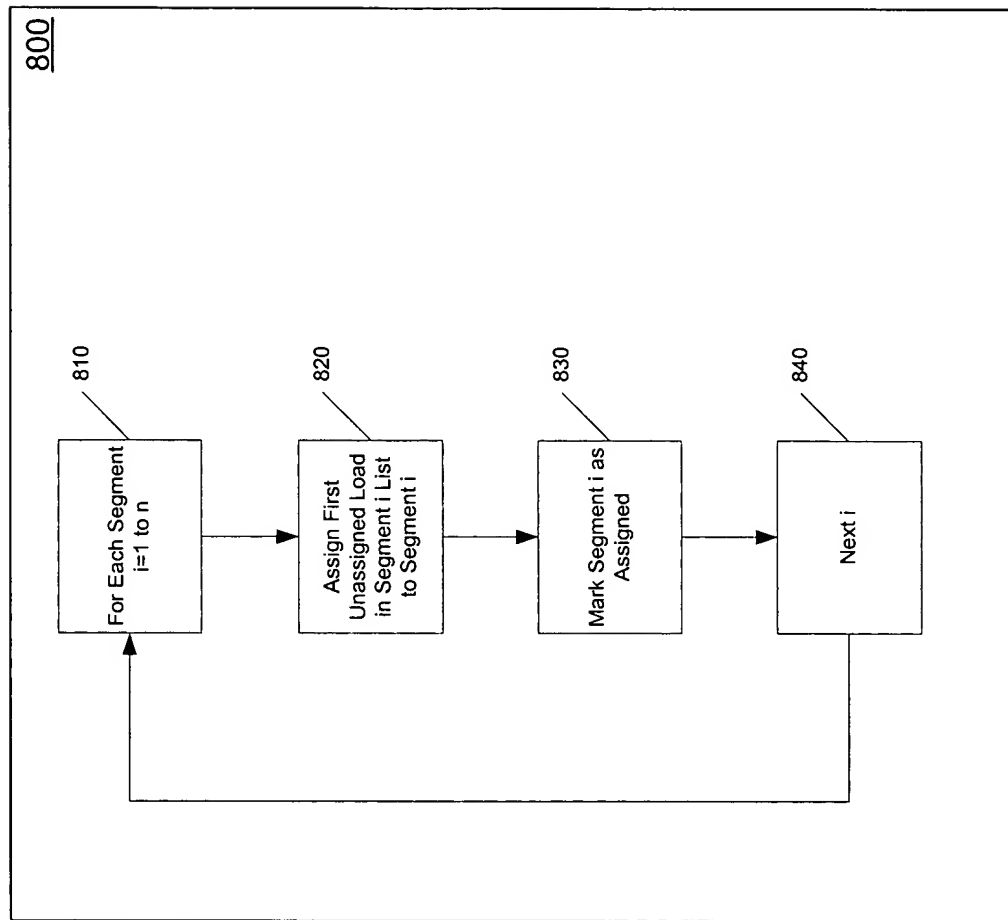 800
810
For Each Segment
i=1 to n
820
Assign First
Unassigned Load
in Segment i List
to Segment i
830
Mark Segment i as
Assigned
840
Next i